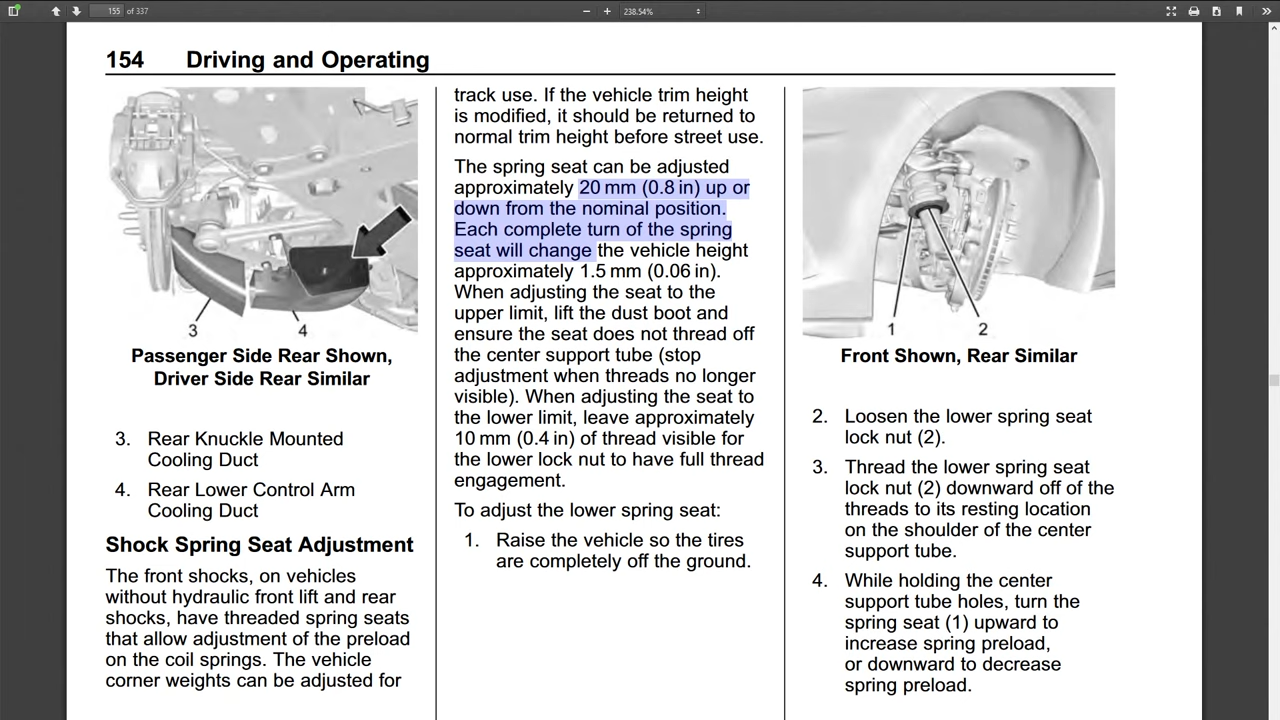 155 of 337
238.54%
154 Driving and Operating
3 4
Passenger Side Rear Shown,
Driver Side Rear Similar
3. Rear Knuckle Mounted
Cooling Duct
4. Rear Lower Control Arm
Cooling Duct
Shock Spring Seat Adjustment
The front shocks, on vehicles
without hydraulic front lift and rear
shocks, have threaded spring seats
that allow adjustment of the preload
on the coil springs. The vehicle
corner weights can be adjusted for
track use. If the vehicle trim height
is modified, it should be returned to
normal trim height before street use.
The spring seat can be adjusted
approximately 20 mm (0.8 in) up or
down from the nominal position.
Each complete turn of the spring
seat will change the vehicle height
approximately 1.5 mm (0.06 in).
When adjusting the seat to the
upper limit, lift the dust boot and
ensure the seat does not thread off
the center support tube (stop
adjustment when threads no longer
visible). When adjusting the seat to
the lower limit, leave approximately
10 mm (0.4 in) of thread visible for
the lower lock nut to have full thread
engagement.
To adjust the lower spring seat:
1. Raise the vehicle so the tires
are completely off the ground.
1 2
Front Shown, Rear Similar
2. Loosen the lower spring seat
lock nut (2).
3. Thread the lower spring seat
lock nut (2) downward off of the
threads to its resting location
on the shoulder of the center
support tube.
4. While holding the center
support tube holes, turn the
spring seat (1) upward to
increase spring preload,
or downward to decrease
spring preload.